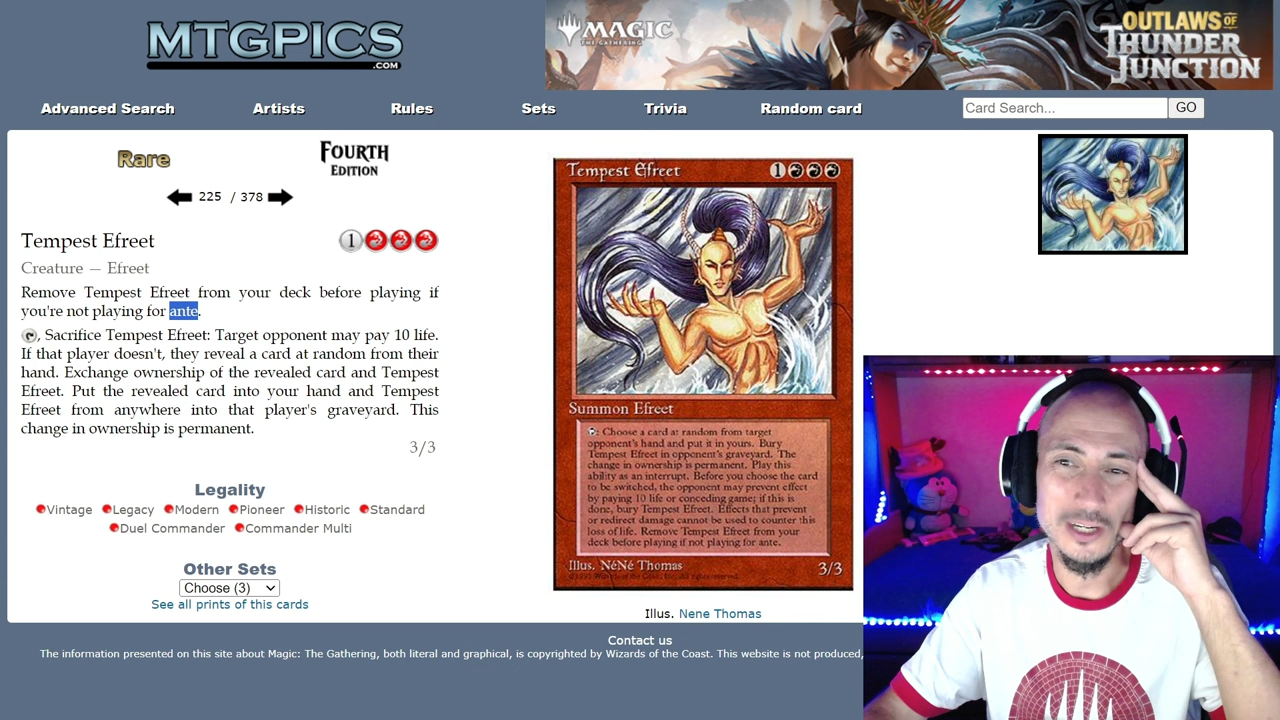 MTGPICS
.COM
MAGIC
THE GATHERING
OUTLAWS OF
THUNDER
JUNCTION
Advanced Search
Artists
Rules
Sets
Trivia
Random card
Card Search...
GO
Rare
FOURTH
EDITION
225 / 378
Tempest Efreet
1
Creature — Efreet
Remove Tempest Efreet from your deck before playing if
you're not playing for ante.
, Sacrifice Tempest Efreet: Target opponent may pay 10 life.
If that player doesn't, they reveal a card at random from their
hand. Exchange ownership of the revealed card and Tempest
Efreet. Put the revealed card into your hand and Tempest
Efreet from anywhere into that player's graveyard. This
change in ownership is permanent.
3/3
Legality
Vintage Legacy Modern Pioneer Historic Standard
Duel Commander Commander Multi
Other Sets
Choose (3)
See all prints of this cards
Tempest Efreet
1
Summon Efreet
: Choose a card at random from target
opponent's hand and put it in yours. Bury
Tempest Efreet in opponent's graveyard. The
change in ownership is permanent. Play this
ability as an interrupt. Before you choose the card
to be switched, the opponent may prevent effect
by paying 10 life or conceding game; if this is
done, bury Tempest Efreet. Effects that prevent
or redirect damage cannot be used to counter this
loss of life. Remove Tempest Efreet from your
deck before playing if not playing for ante.
Illus. NéNé Thomas
3/3
Illus. Nene Thomas
Contact us
The information presented on this site about Magic: The Gathering, both literal and graphical, is copyrighted by Wizards of the Coast. This website is not produced,